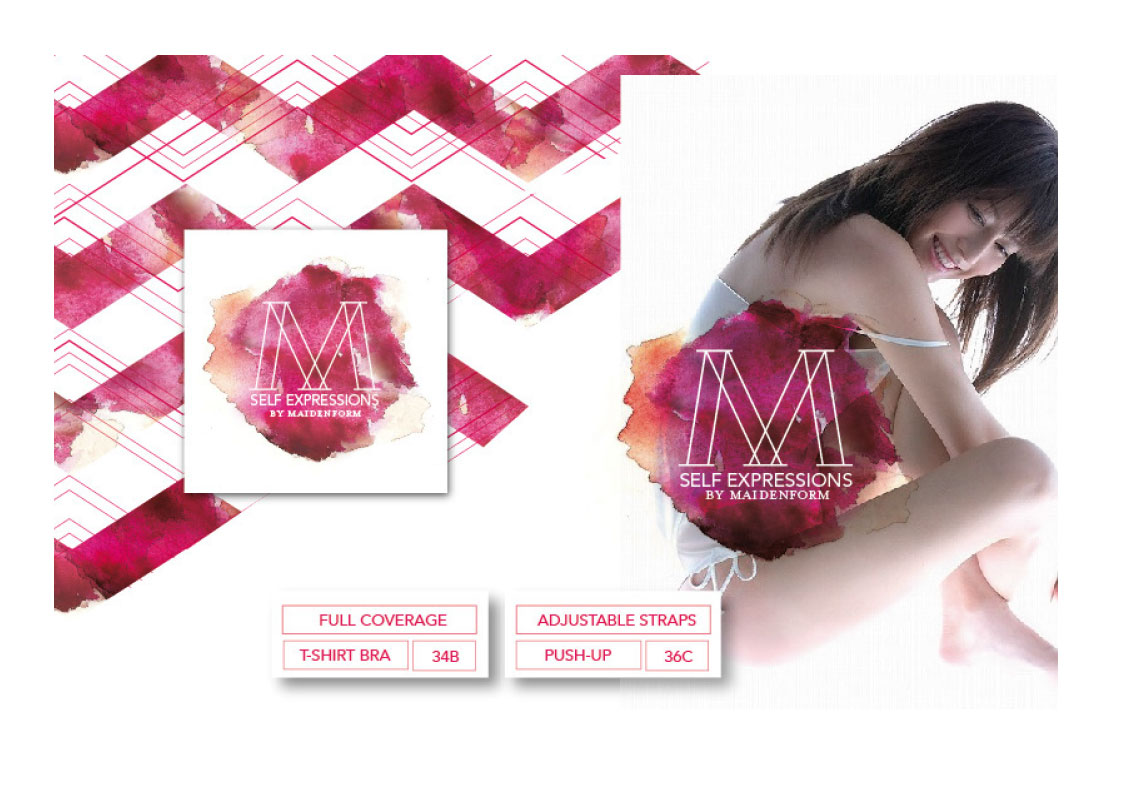 M
SELF EXPRESSIONS
BY MAIDENFORM
M
SELF EXPRESSIONS
BY MAIDENFORM
FULL COVERAGE
T-SHIRT BRA 34B
ADJUSTABLE STRAPS
PUSH-UP 36C